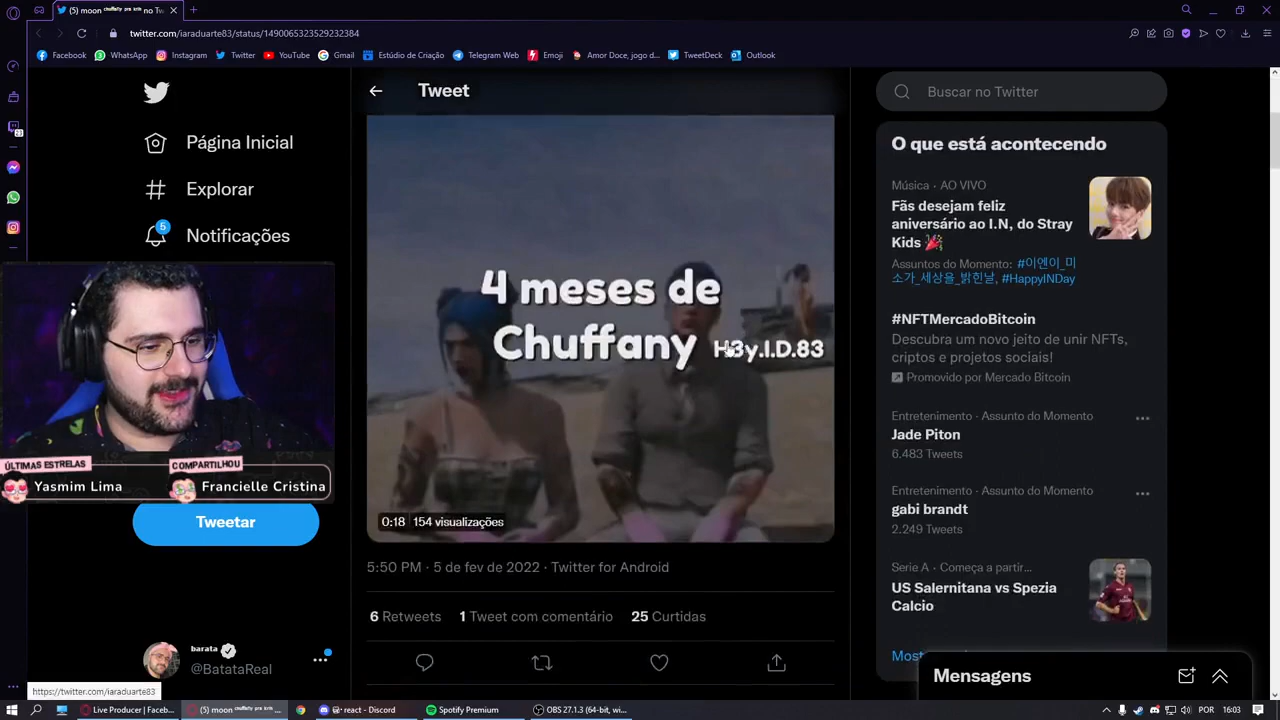 (5) moon chuffany pra kris no Tw
twitter.com/iaraduarte83/status/1490065323529232384
Facebook
WhatsApp
Instagram
Twitter
YouTube
Gmail
Estúdio de Criação
Telegram Web
Emoji
Amor Doce, jogo d...
TweetDeck
Outlook
Página Inicial
Explorar
5
Notificações
ÚLTIMAS ESTRELAS
Yasmim Lima
COMPARTILHOU
Francielle Cristina
Tweetar
barata
@BatataReal
https://twitter.com/iaraduarte83
Tweet
4 meses de
Chuffany
H3y.I.D.83
0:18
154 visualizações
5:50 PM · 5 de fev de 2022 · Twitter for Android
6 Retweets
1 Tweet com comentário
25 Curtidas
Buscar no Twitter
O que está acontecendo
Música · AO VIVO
Fãs desejam feliz
aniversário ao I.N, do Stray
Kids 🎉
Assuntos do Momento: #이엔이_미
소가_세상을_밝힌날, #HappyINDay
#NFTMercadoBitcoin
Descubra um novo jeito de unir NFTs,
criptos e projetos sociais!
Promovido por Mercado Bitcoin
Entretenimento · Assunto do Momento
Jade Piton
6.483 Tweets
Entretenimento · Assunto do Momento
gabi brandt
2.249 Tweets
Serie A · Começa a partir...
US Salernitana vs Spezia
Calcio
Most
Mensagens
Live Producer | Faceb...
(5) moon chuffany pra kris ...
react - Discord
Spotify Premium
OBS 27.1.3 (64-bit, w...
POR
16:03